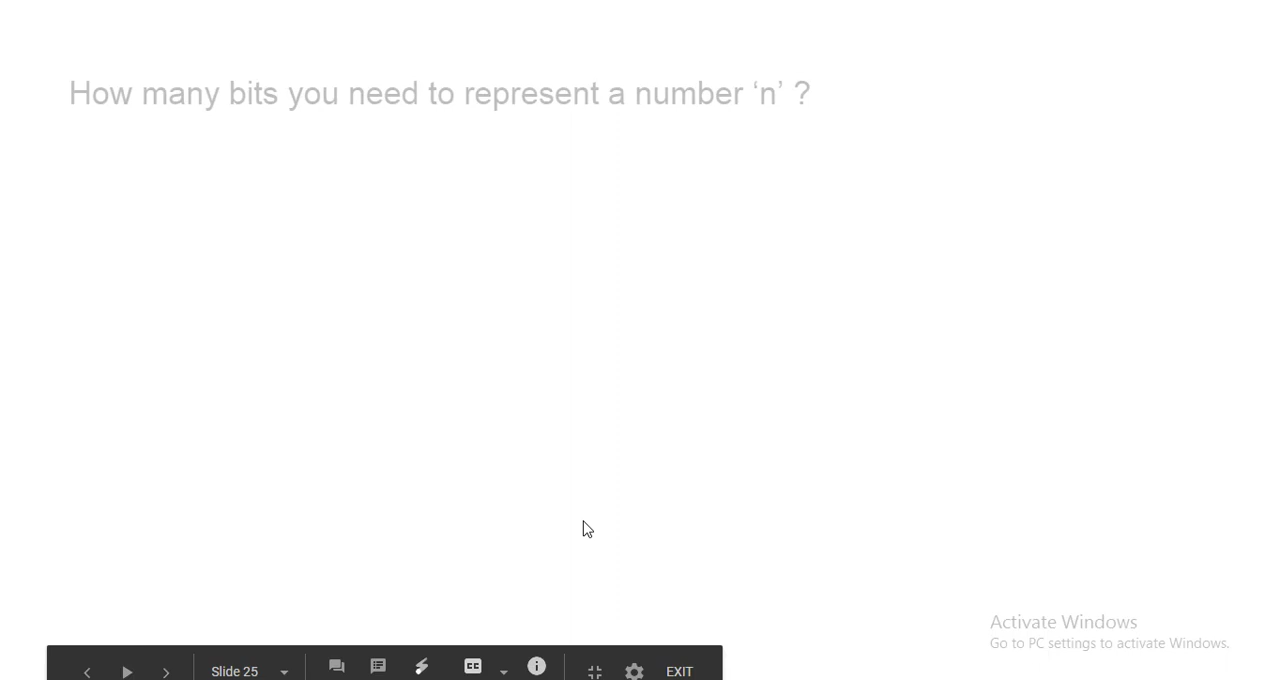 How many bits you need to represent a number ‘n’ ?
Activate Windows
Go to PC settings to activate Windows.
Slide 25
CC
EXIT